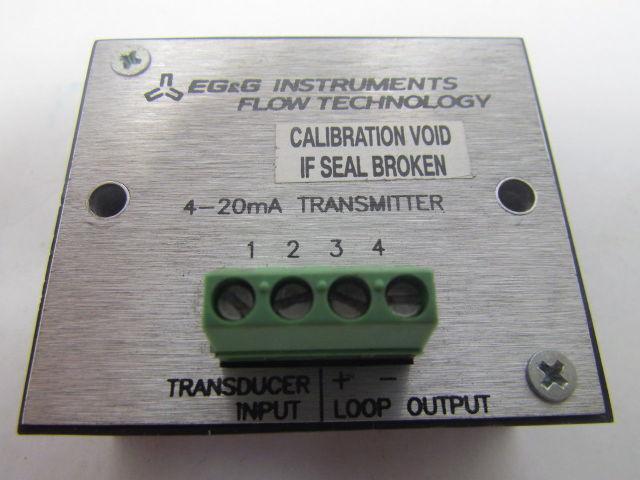 EG&G INSTRUMENTS
FLOW TECHNOLOGY
CALIBRATION VOID
IF SEAL BROKEN
4-20mA TRANSMITTER
1 2 3 4
TRANSDUCER + -
INPUT LOOP OUTPUT